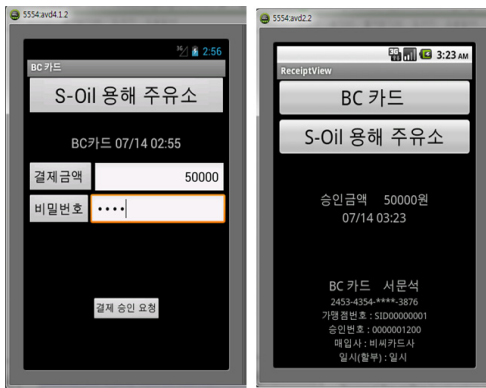 5554:avd4.1.2
3G 2:56
BC 카드
S-Oil 용해 주유소
BC카드 07/14 02:55
결제금액 50000
비밀번호 ••••
결제 승인 요청
5554:avd2.2
3G 3:23 AM
ReceiptView
BC 카드
S-Oil 용해 주유소
승인금액 50000원
07/14 03:23
BC 카드 서문석
2453-4354-****-3876
가맹점번호 : SID00000001
승인번호 : 0000001200
매입사 : 비씨카드사
일시(할부) : 일시